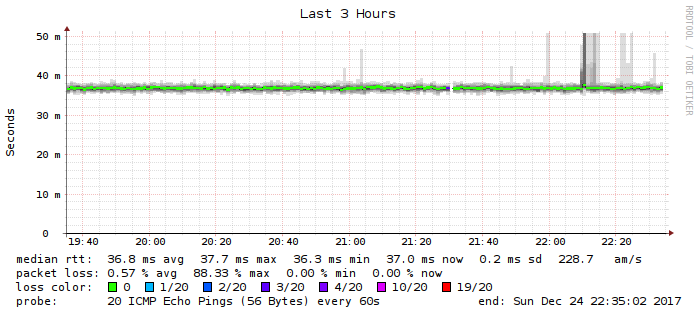 Last 3 Hours
RRDTOOL / TOBI OETIKER
Seconds
50 m
40 m
30 m
20 m
10 m
0
19:40 20:00 20:20 20:40 21:00 21:20 21:40 22:00 22:20
median rtt: 36.8 ms avg 37.7 ms max 36.3 ms min 37.0 ms now 0.2 ms sd 228.7 am/s
packet loss: 0.57 % avg 88.33 % max 0.00 % min 0.00 % now
loss color: 0 1/20 2/20 3/20 4/20 10/20 19/20
probe: 20 ICMP Echo Pings (56 Bytes) every 60s end: Sun Dec 24 22:35:02 2017